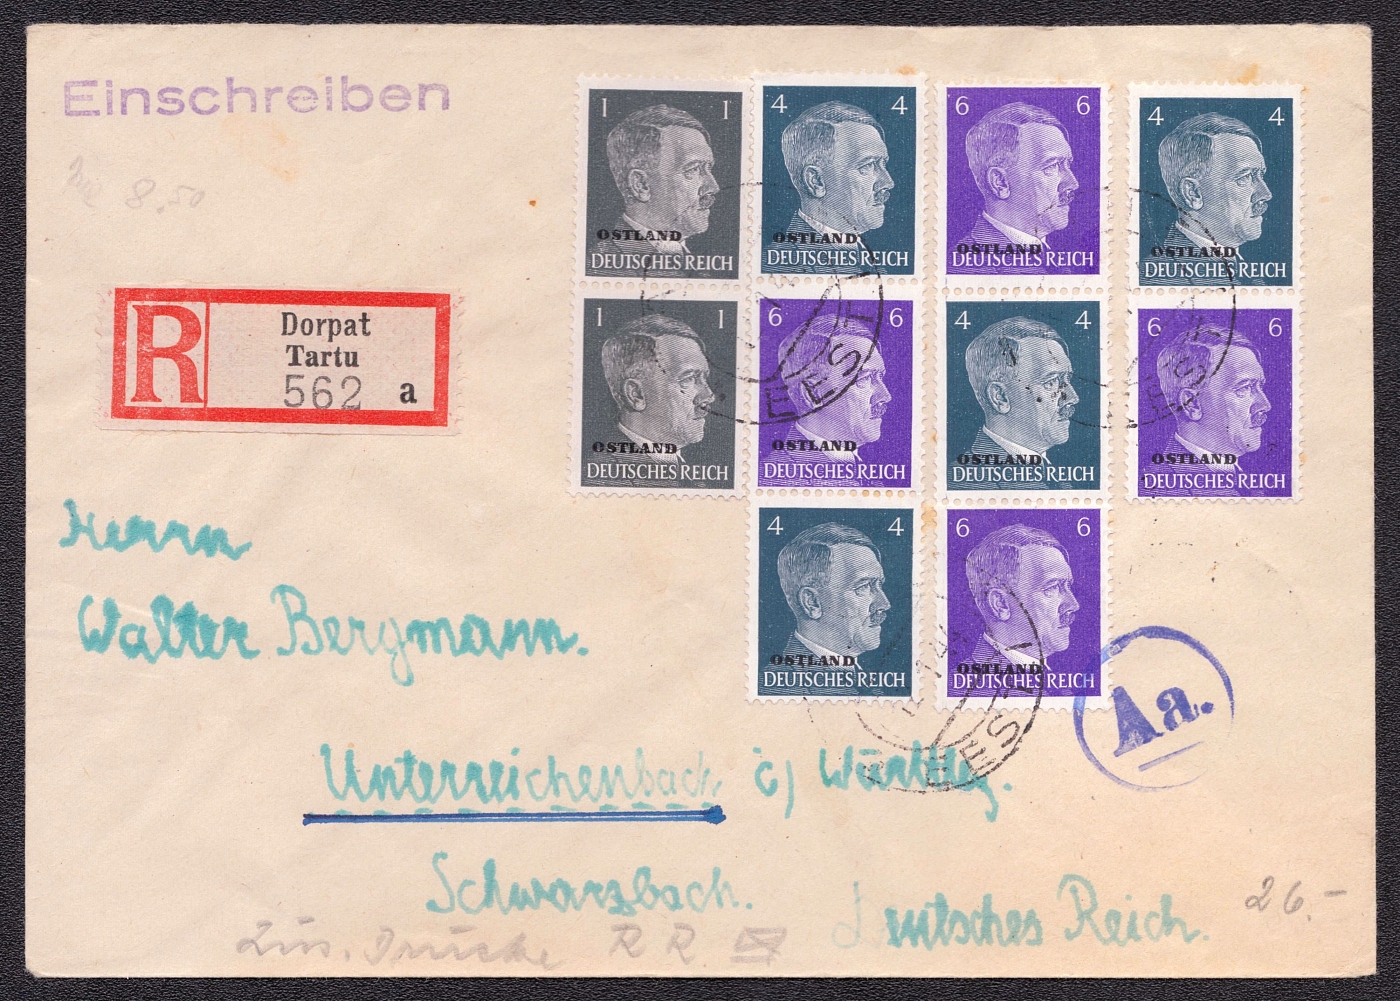 Einschreiben
8.50
R
Dorpat
Tartu
562 a
1 1
OSTLAND
DEUTSCHES REICH
4 4
OSTLAND
DEUTSCHES REICH
6 6
OSTLAND
DEUTSCHES REICH
4 4
OSTLAND
DEUTSCHES REICH
1 1
OSTLAND
DEUTSCHES REICH
6 6
OSTLAND
DEUTSCHES REICH
4 4
OSTLAND
DEUTSCHES REICH
6 6
OSTLAND
DEUTSCHES REICH
4 4
OSTLAND
DEUTSCHES REICH
6 6
OSTLAND
DEUTSCHES REICH
EESTI
EESTI
EESTI
Aa.
Herrn
Walter Bergmann.
Unterreichenbach
Schwarzbach.
Deutsches Reich.
26.-
R R.